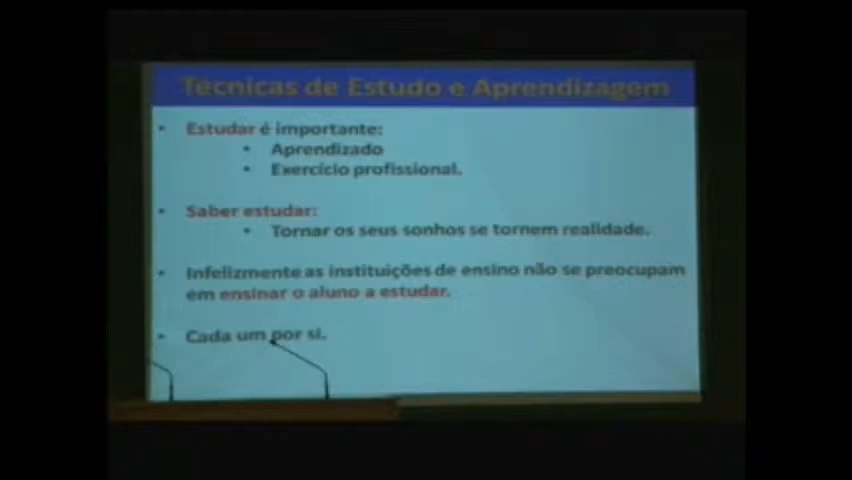 Técnicas de Estudo e Aprendizagem
• Estudar é importante:
• Aprendizado
• Exercício profissional.
• Saber estudar:
• Tornar os seus sonhos se tornem realidade.
• Infelizmente as instituições de ensino não se preocupam
em ensinar o aluno a estudar.
• Cada um por si.